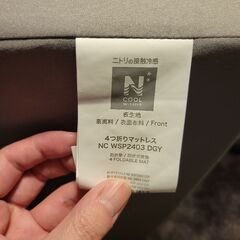 ニトリの接触冷感
N
COOL
表生地
表面料 / 表面布料 / Front
4つ折りマットレス
NC WSP2403 DGY
4 FOLDABLE MAT